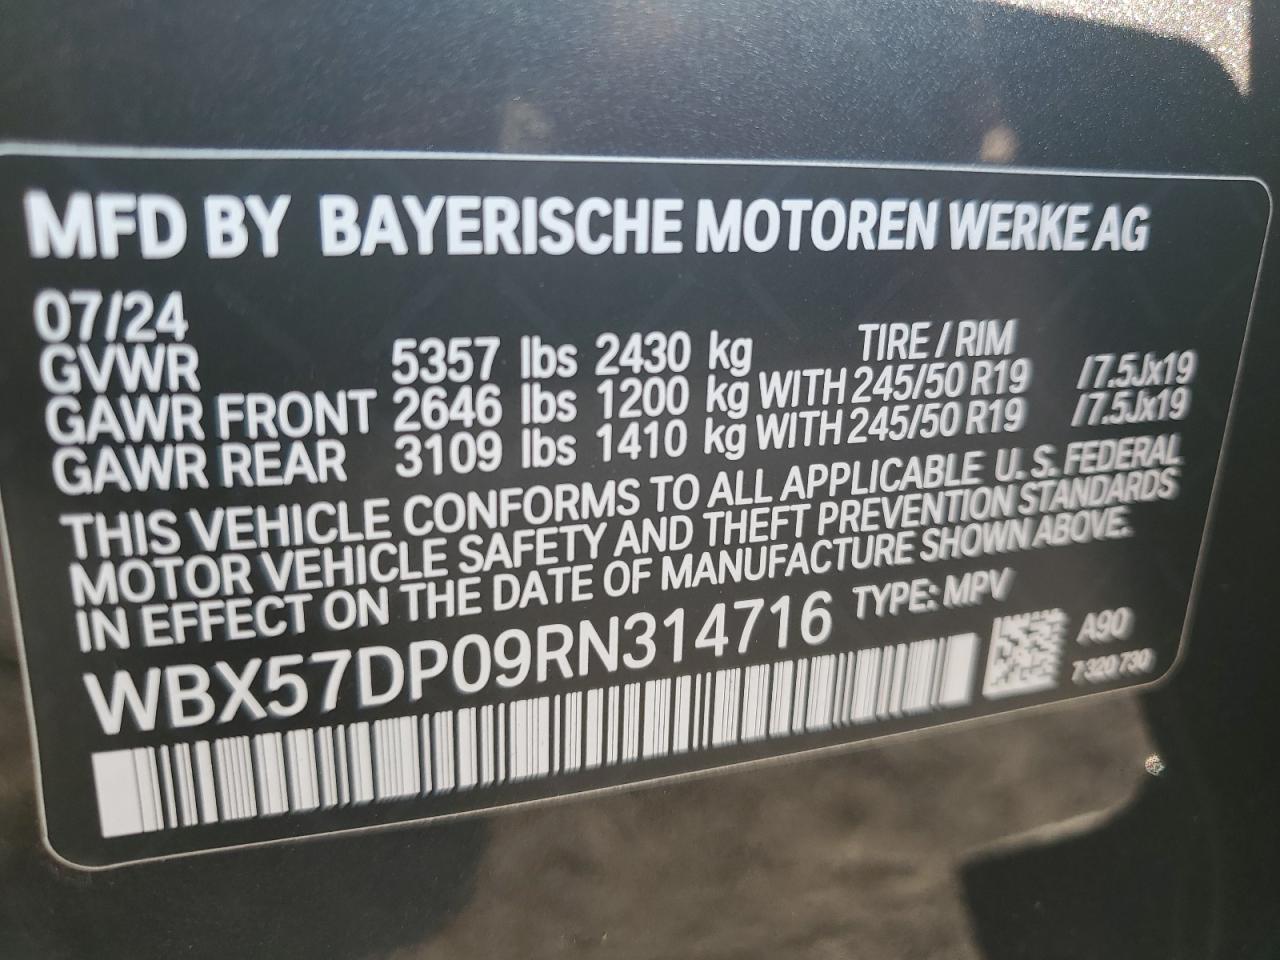 MFD BY BAYERISCHE MOTOREN WERKE AG
07/24
TIRE / RIM
GVWR 5357 lbs 2430 kg
GAWR FRONT 2646 lbs 1200 kg WITH 245/50 R19 /7.5Jx19
GAWR REAR 3109 lbs 1410 kg WITH 245/50 R19 /7.5Jx19
THIS VEHICLE CONFORMS TO ALL APPLICABLE U. S. FEDERAL
MOTOR VEHICLE SAFETY AND THEFT PREVENTION STANDARDS
IN EFFECT ON THE DATE OF MANUFACTURE SHOWN ABOVE.
WBX57DP09RN314716 TYPE: MPV
A90
7 320 730